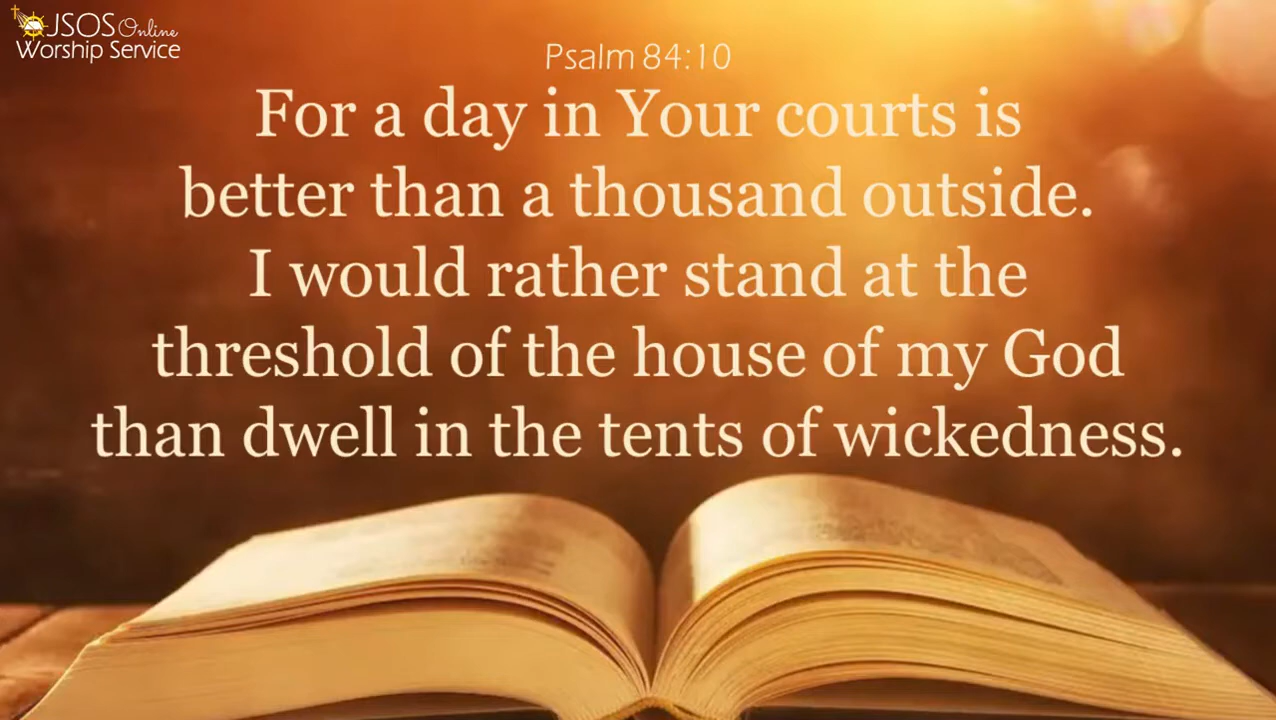 JSOS Online
Worship Service
Psalm 84:10
For a day in Your courts is
better than a thousand outside.
I would rather stand at the
threshold of the house of my God
than dwell in the tents of wickedness.